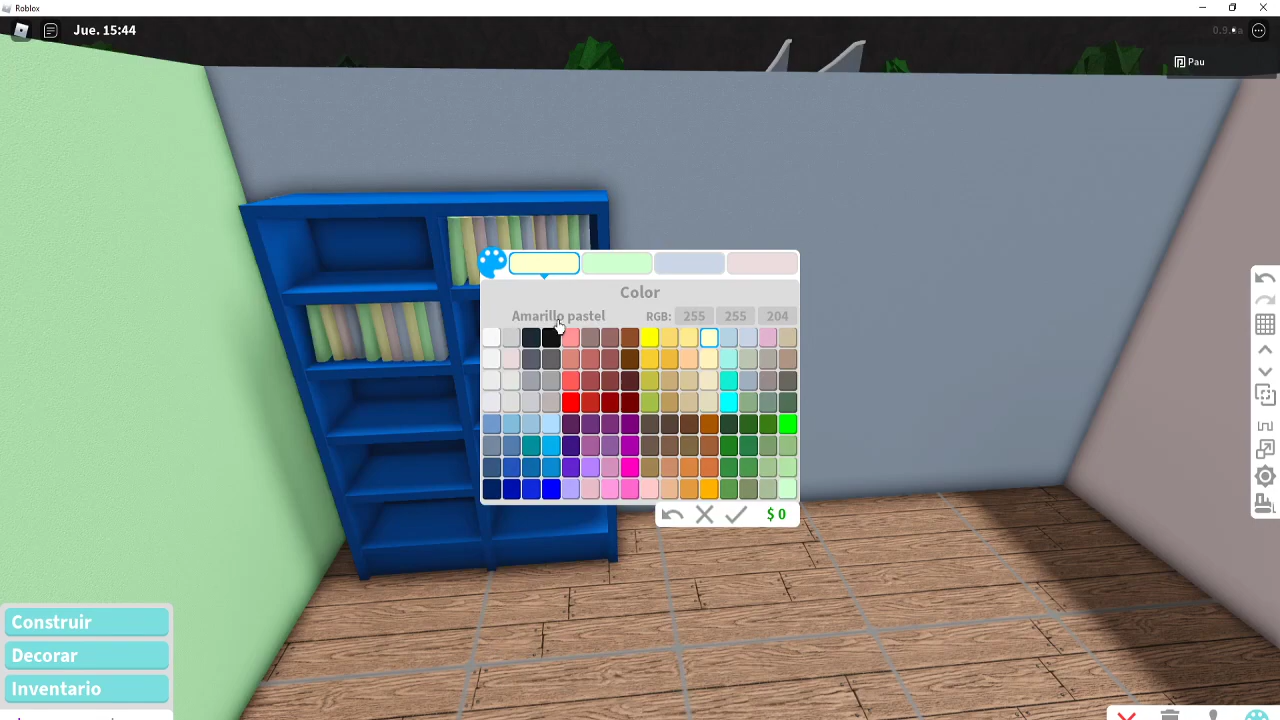 Roblox
Jue. 15:44
Pau
Color
Amarillo pastel
RGB: 255 255 204
$ 0
Construir
Decorar
Inventario